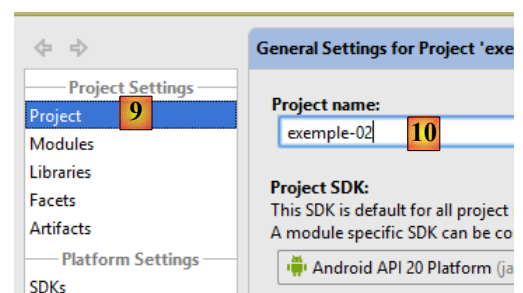 Project Settings
Project 9
Modules
Libraries
Facets
Artifacts
Platform Settings
SDKs
General Settings for Project 'exe
Project name:
exemple-02 10
Project SDK:
This SDK is default for all project
A module specific SDK can be co
Android API 20 Platform (ja